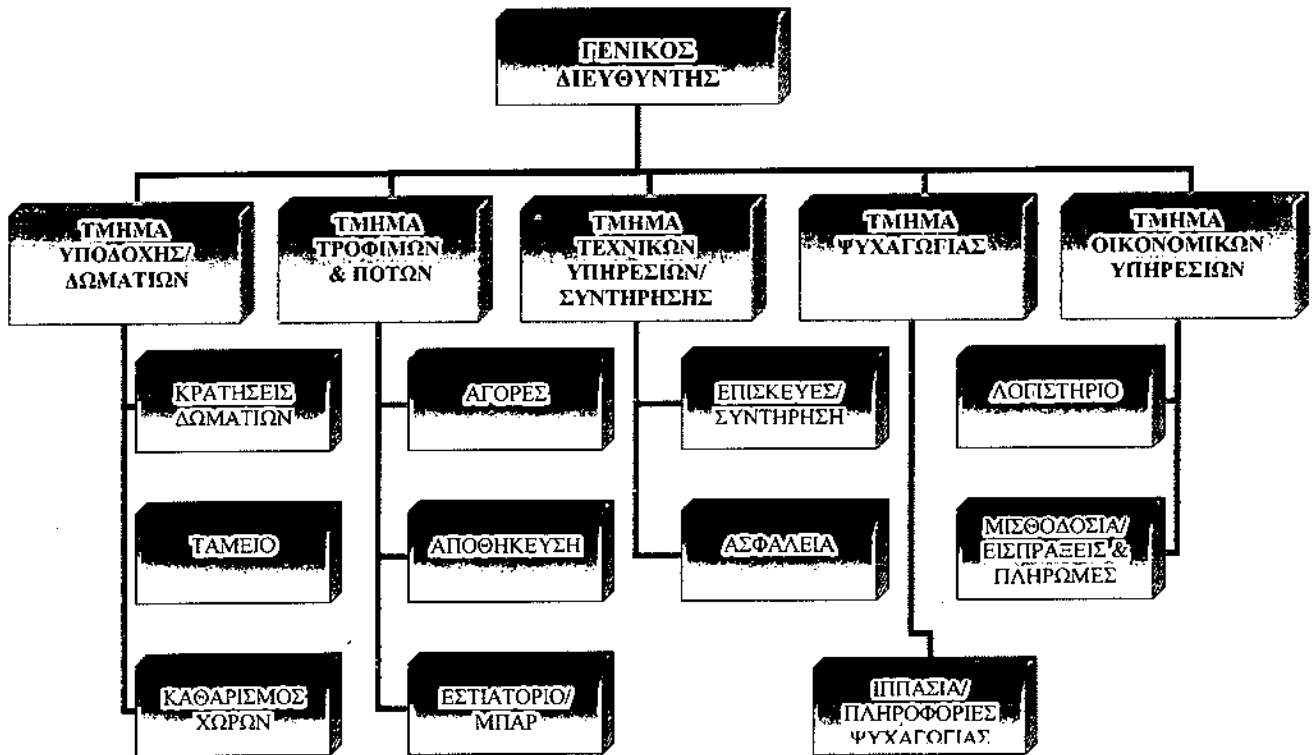 ΓΕΝΙΚΟΣ
ΔΙΕΥΘΥΝΤΗΣ
ΤΜΗΜΑ
ΥΠΟΔΟΧΗΣ/
ΔΩΜΑΤΙΩΝ
ΤΜΗΜΑ
ΤΡΟΦΙΜΩΝ
& ΠΟΤΩΝ
ΤΜΗΜΑ
ΤΕΧΝΙΚΩΝ
ΥΠΗΡΕΣΙΩΝ/
ΣΥΝΤΗΡΗΣΗΣ
ΤΜΗΜΑ
ΨΥΧΑΓΩΓΙΑΣ
ΤΜΗΜΑ
ΟΙΚΟΝΟΜΙΚΩΝ
ΥΠΗΡΕΣΙΩΝ
ΚΡΑΤΗΣΕΙΣ
ΔΩΜΑΤΙΩΝ
ΑΓΟΡΕΣ
ΕΠΙΣΚΕΥΕΣ/
ΣΥΝΤΗΡΗΣΗ
ΛΟΓΙΣΤΗΡΙΟ
ΤΑΜΕΙΟ
ΑΠΟΘΗΚΕΥΣΗ
ΑΣΦΑΛΕΙΑ
ΜΙΣΘΟΔΟΣΙΑ/
ΕΙΣΠΡΑΞΕΙΣ &
ΠΛΗΡΩΜΕΣ
ΚΑΘΑΡΙΣΜΟΣ
ΧΩΡΩΝ
ΕΣΤΙΑΤΟΡΙΟ/
ΜΠΑΡ
ΙΠΠΑΣΙΑ/
ΠΛΗΡΟΦΟΡΙΕΣ
ΨΥΧΑΓΩΓΙΑΣ